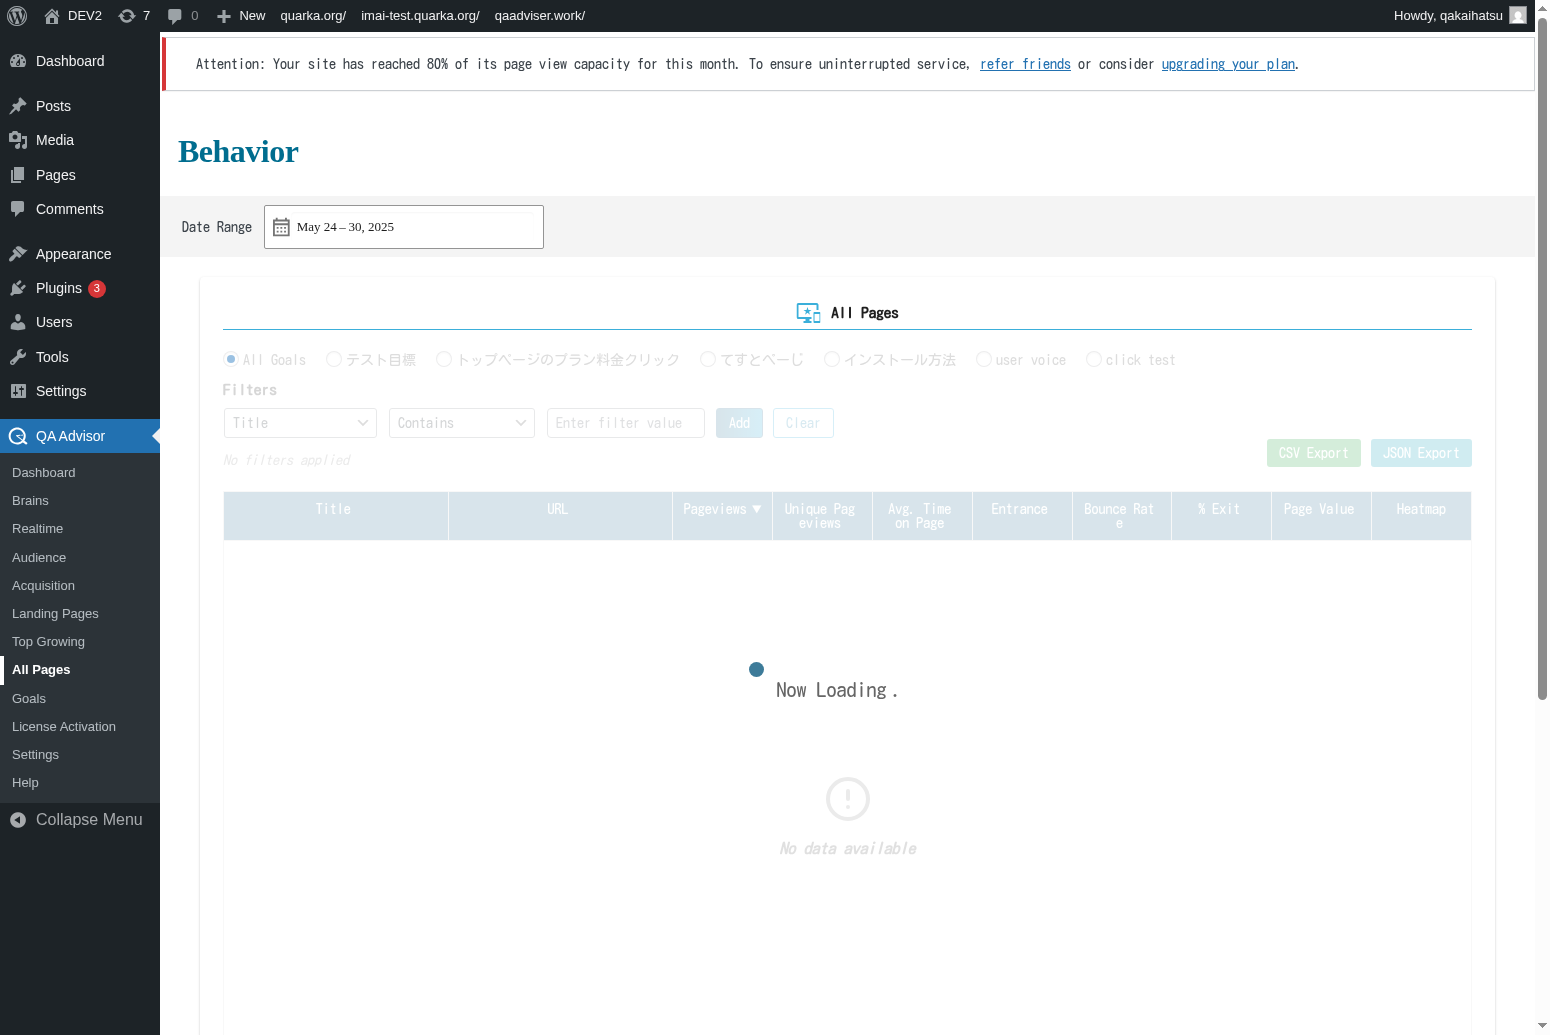 DEV2 7 0 New quarka.org/ imai-test.quarka.org/ qaadviser.work/ Howdy, qakaihatsu
Dashboard
Posts
Media
Pages
Comments
Appearance
Plugins 3
Users
Tools
Settings
QA Advisor
Dashboard
Brains
Realtime
Audience
Acquisition
Landing Pages
Top Growing
All Pages
Goals
License Activation
Settings
Help
Collapse Menu
Attention: Your site has reached 80% of its page view capacity for this month. To ensure uninterrupted service, refer friends or consider upgrading your plan.
Behavior
Date Range May 24 – 30, 2025
All Pages
All Goals テスト目標 トップページのプラン料金クリック てすとぺーじ インストール方法 user voice click test
Filters
Title Contains Enter filter value Add Clear
No filters applied
CSV Export JSON Export
Title URL Pageviews ▼ Unique Pag
eviews Avg. Time
on Page Entrance Bounce Rat
e % Exit Page Value Heatmap
Now Loading .
No data available